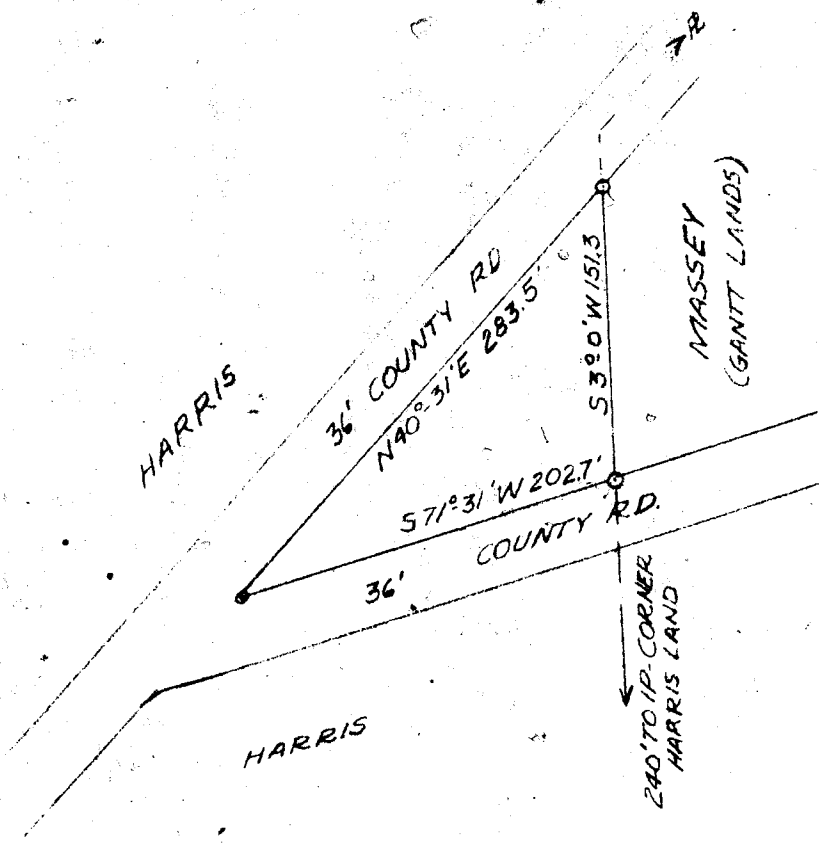 HARRIS
36' COUNTY RD
N40°-31'E 283.5'
S3°0'W 151.3
MASSEY
(GANTT LANDS)
S71°-31'W 202.7'
36' COUNTY RD.
HARRIS
240' TO IP-CORNER
HARRIS LAND